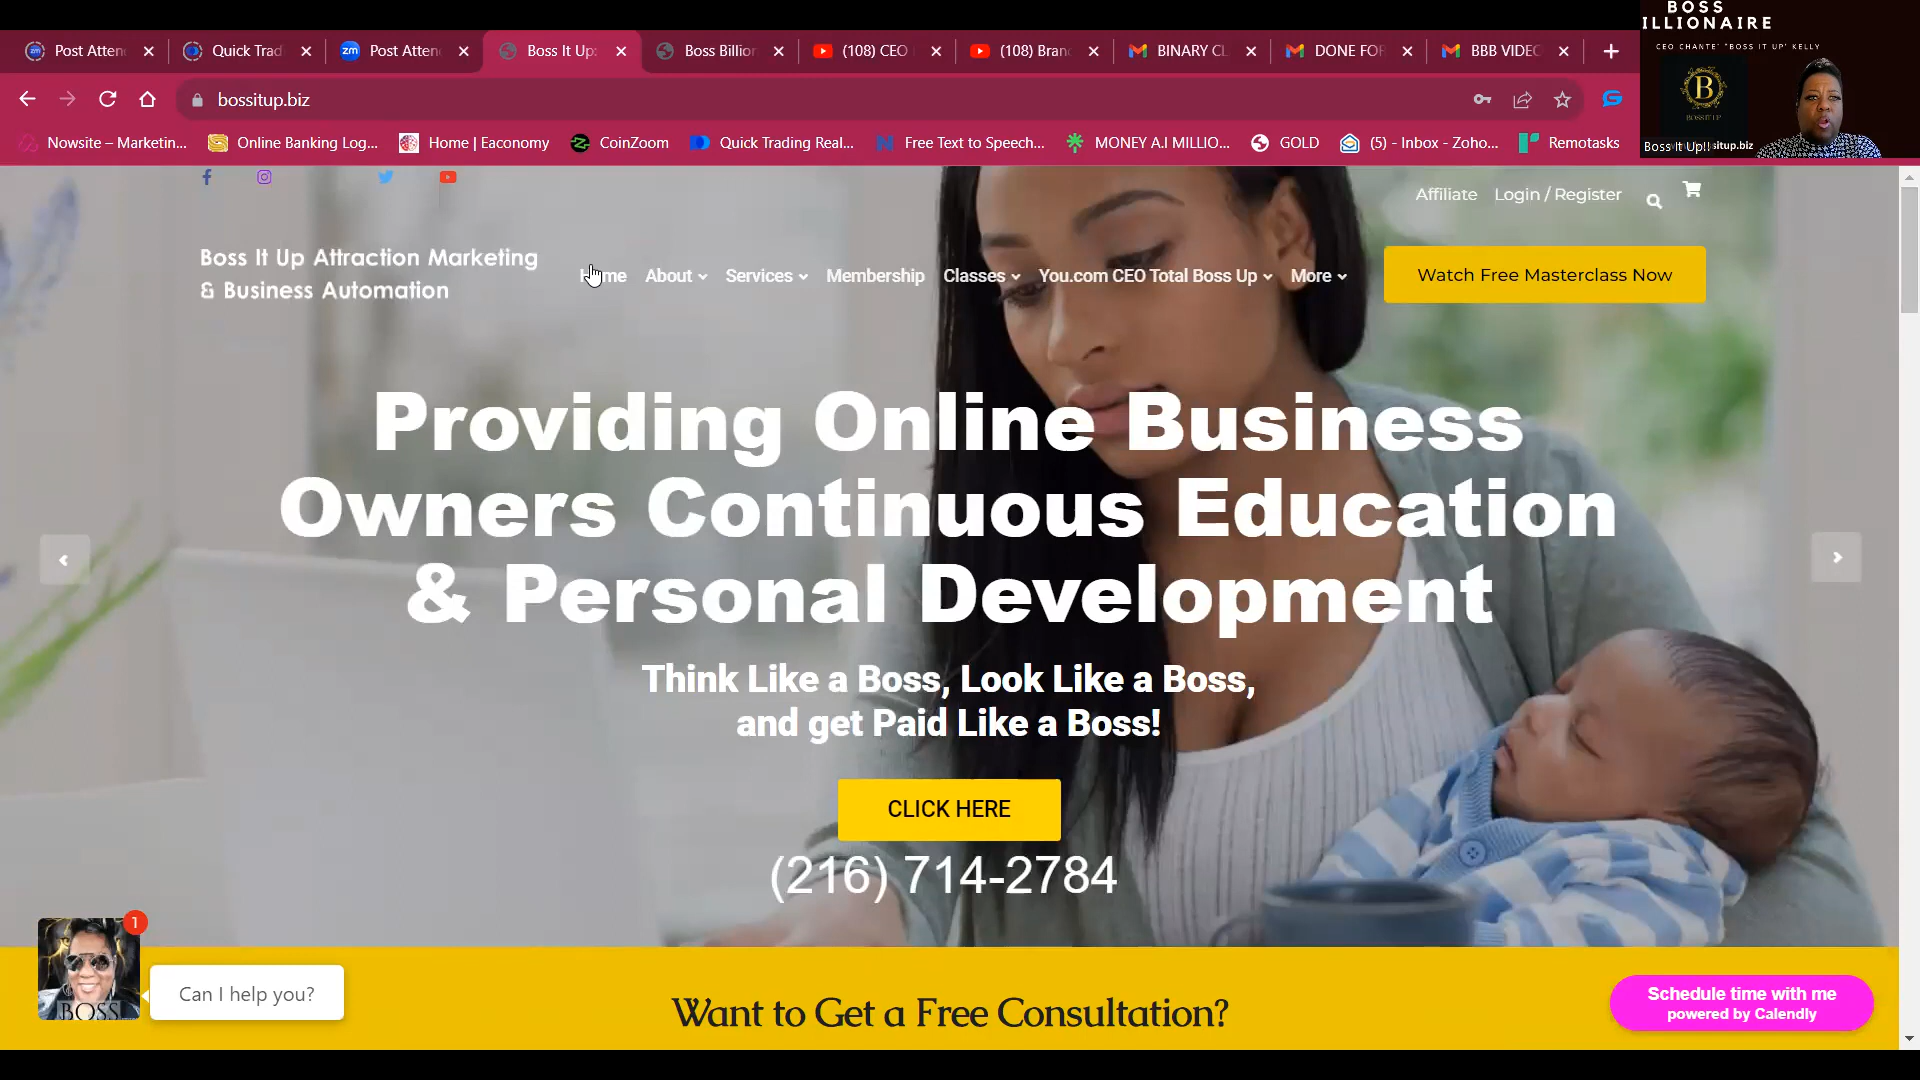 BOSS
ILLIONAIRE
CEO CHANTE' "BOSS IT UP" KELLY
B
BOSSITUP
Boss It Up!!
situp.biz
Post Atten
Quick Trad
zm
Post Atten
Boss It Up:
Boss Billion
(108) CEO
(108) Bran
BINARY CL
DONE FOR
BBB VIDEO
bossitup.biz
Nowsite – Marketin...
Online Banking Log...
Home | Eaconomy
CoinZoom
Quick Trading Real...
Free Text to Speech...
MONEY A.I MILLIO...
GOLD
(5) - Inbox - Zoho...
Remotasks
Affiliate
Login / Register
Boss It Up Attraction Marketing
& Business Automation
Home
About
Services
Membership
Classes
You.com CEO Total Boss Up
More
Watch Free Masterclass Now
Providing Online Business
Owners Continuous Education
& Personal Development
Think Like a Boss, Look Like a Boss,
and get Paid Like a Boss!
CLICK HERE
(216) 714-2784
1
BOSS
Can I help you?
Want to Get a Free Consultation?
Schedule time with me
powered by Calendly